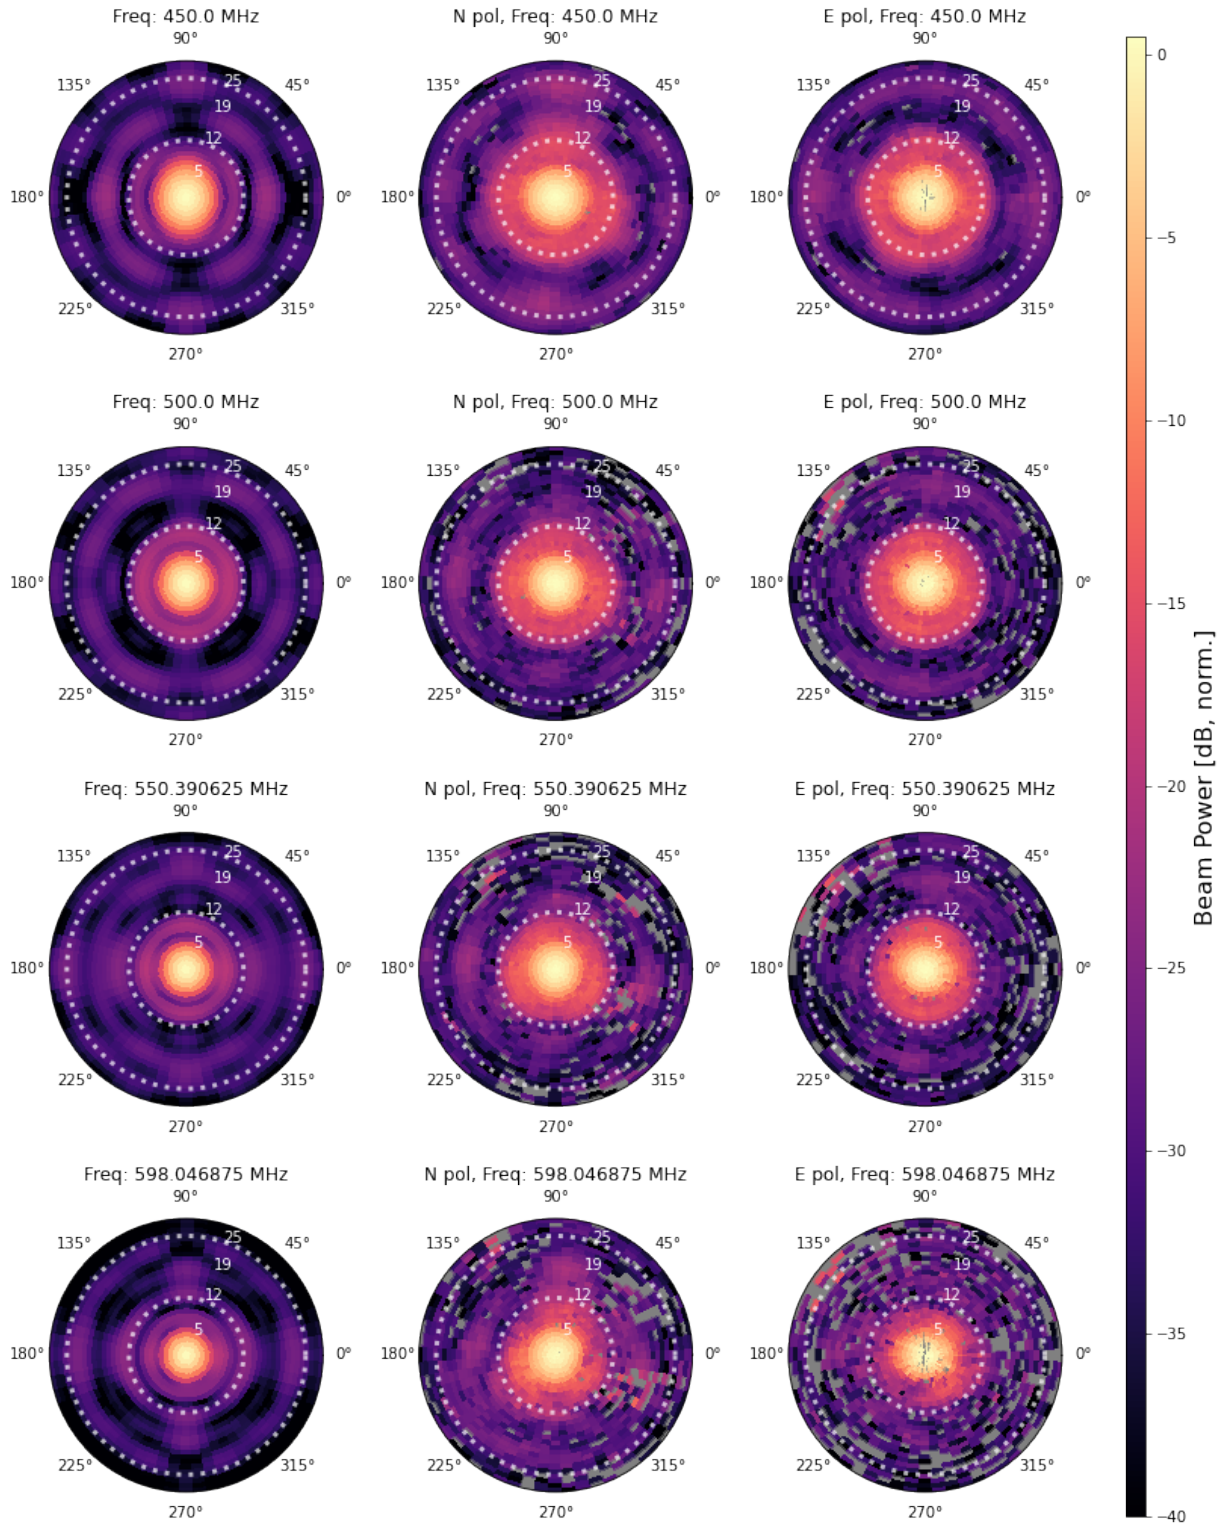 Freq: 450.0 MHz
90°
135° 45°
180° 0°
225° 315°
270°
5 12 19 25
N pol, Freq: 450.0 MHz
90°
135° 45°
180° 0°
225° 315°
270°
5 12 19 25
E pol, Freq: 450.0 MHz
90°
135° 45°
180° 0°
225° 315°
270°
5 12 19 25
Freq: 500.0 MHz
90°
135° 45°
180° 0°
225° 315°
270°
5 12 19 25
N pol, Freq: 500.0 MHz
90°
135° 45°
180° 0°
225° 315°
270°
5 12 19 25
E pol, Freq: 500.0 MHz
90°
135° 45°
180° 0°
225° 315°
270°
5 12 19 25
Freq: 550.390625 MHz
90°
135° 45°
180° 0°
225° 315°
270°
5 12 19 25
N pol, Freq: 550.390625 MHz
90°
135° 45°
180° 0°
225° 315°
270°
5 12 19 25
E pol, Freq: 550.390625 MHz
90°
135° 45°
180° 0°
225° 315°
270°
5 12 19 25
Freq: 598.046875 MHz
90°
135° 45°
180° 0°
225° 315°
270°
5 12 19 25
N pol, Freq: 598.046875 MHz
90°
135° 45°
180° 0°
225° 315°
270°
5 12 19 25
E pol, Freq: 598.046875 MHz
90°
135° 45°
180° 0°
225° 315°
270°
5 12 19 25
0
−5
−10
−15
−20
−25
−30
−35
−40
Beam Power [dB, norm.]